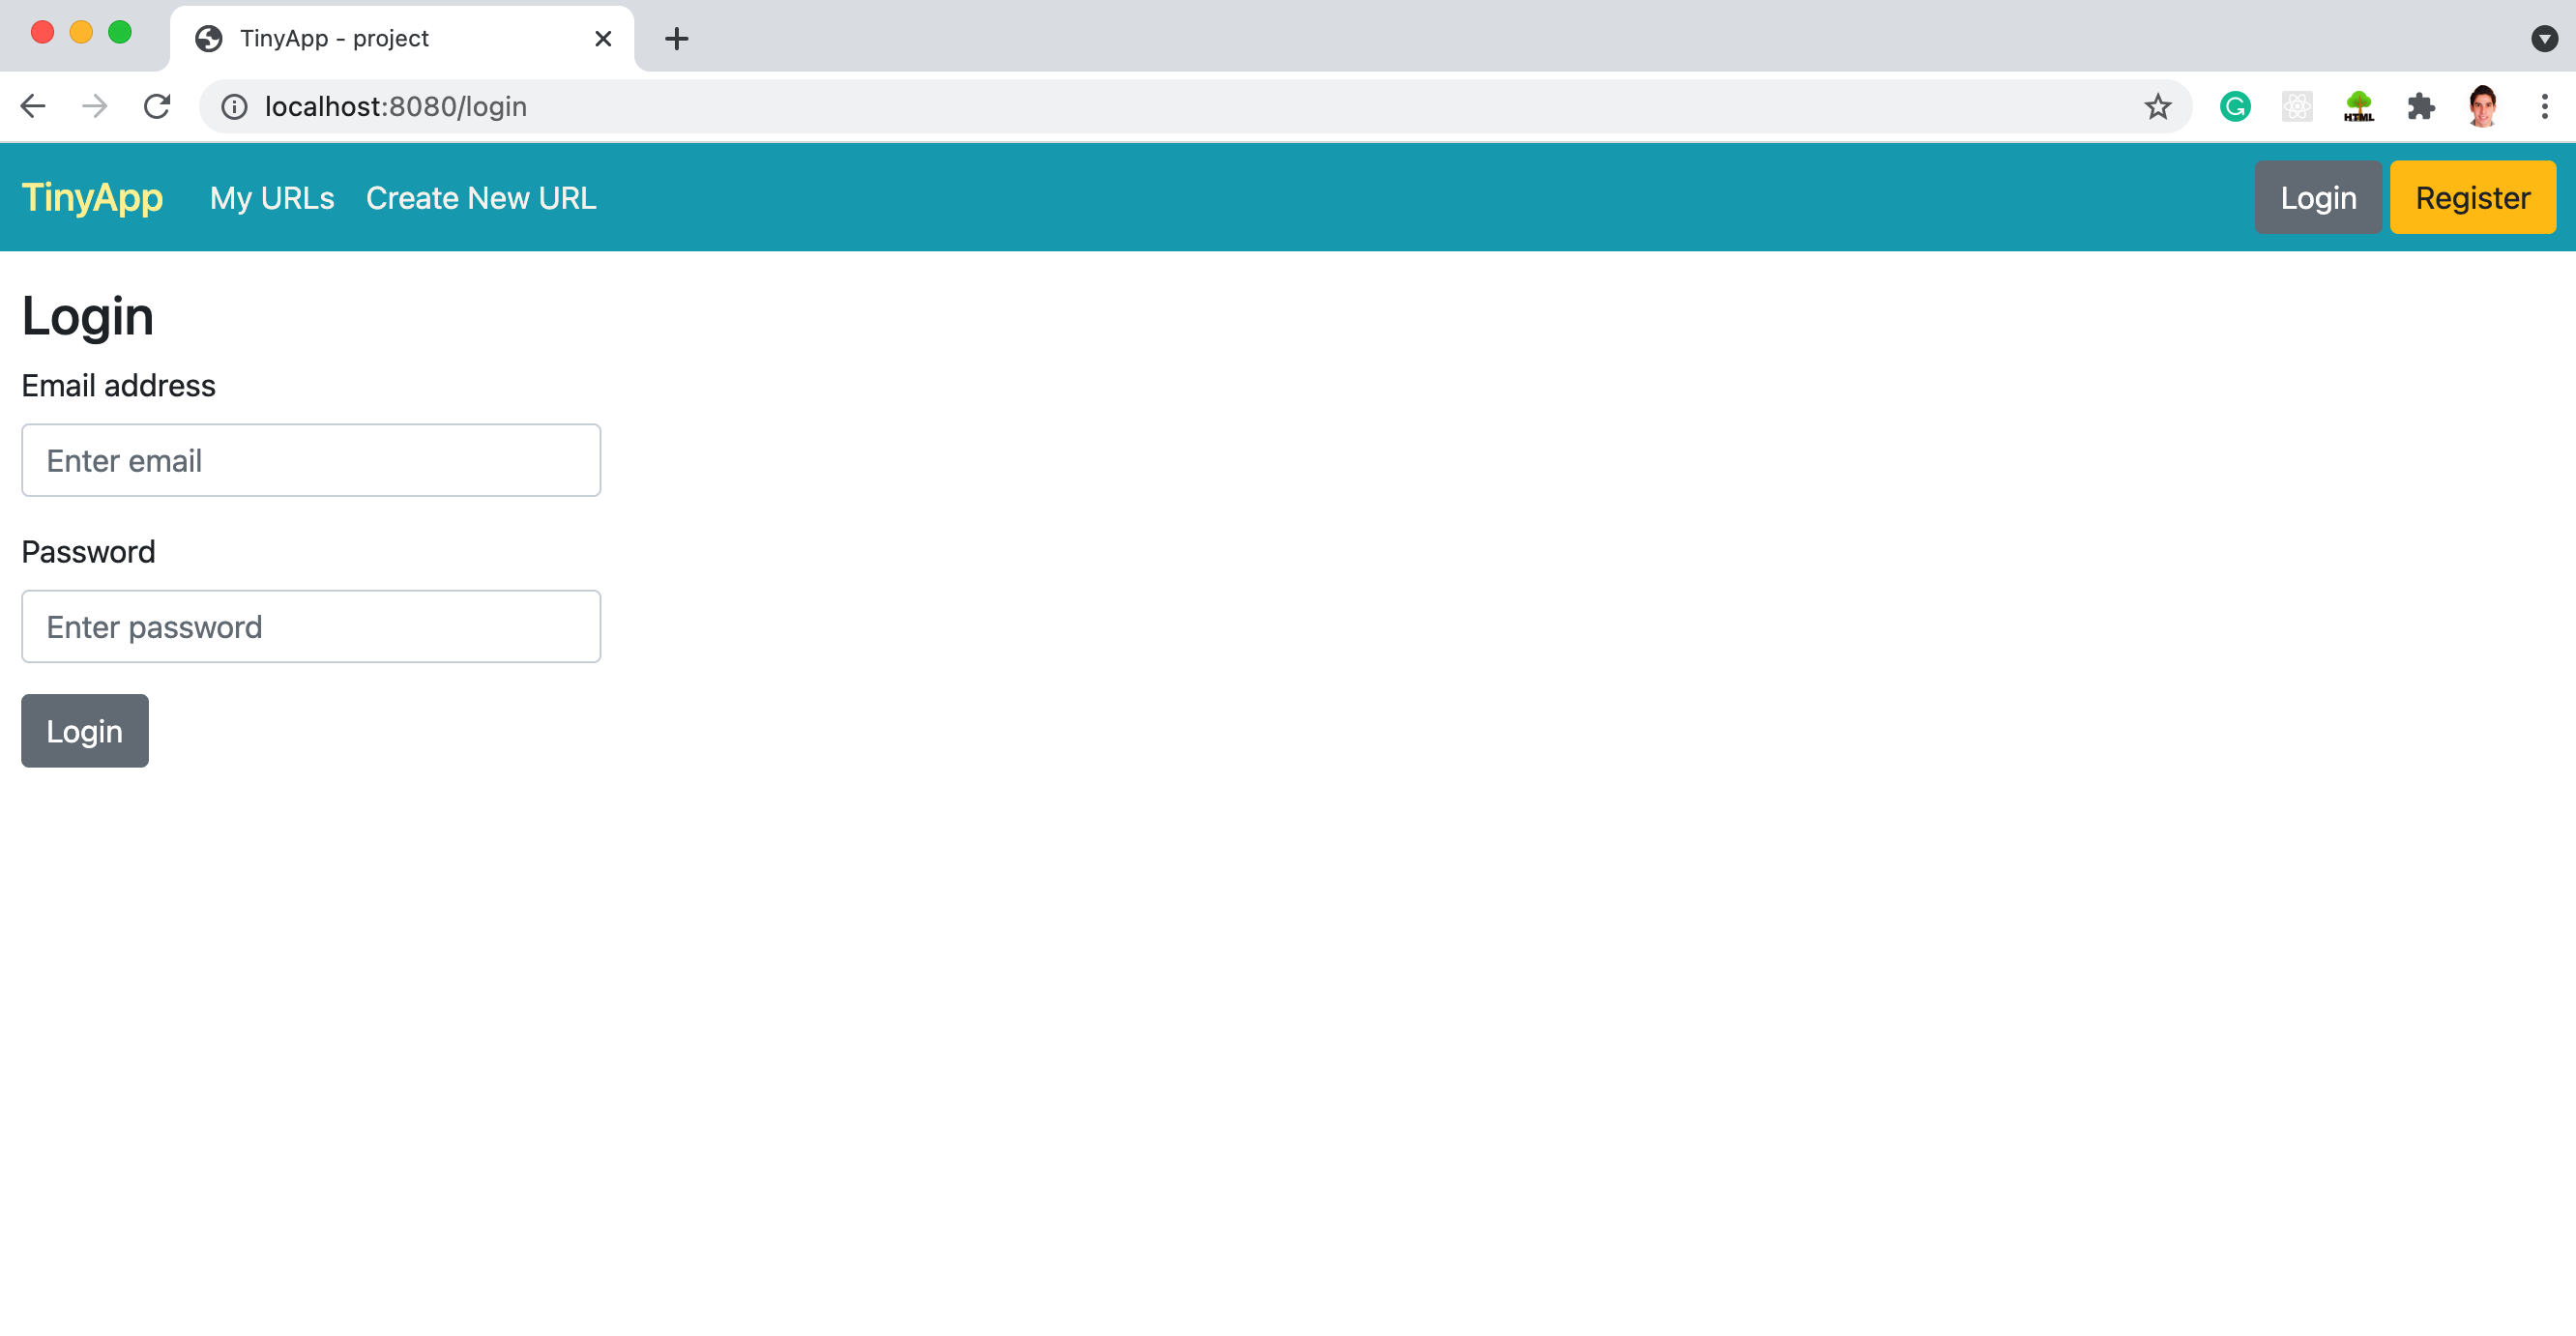 TinyApp - project
localhost:8080/login
HTML
TinyApp My URLs Create New URL Login Register
Login
Email address
Enter email
Password
Enter password
Login